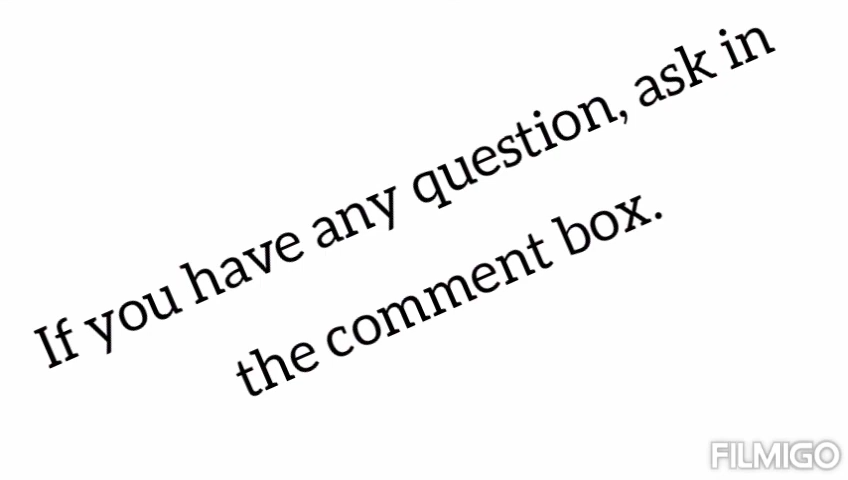 If you have any question, ask in
the comment box.
FILMIGO